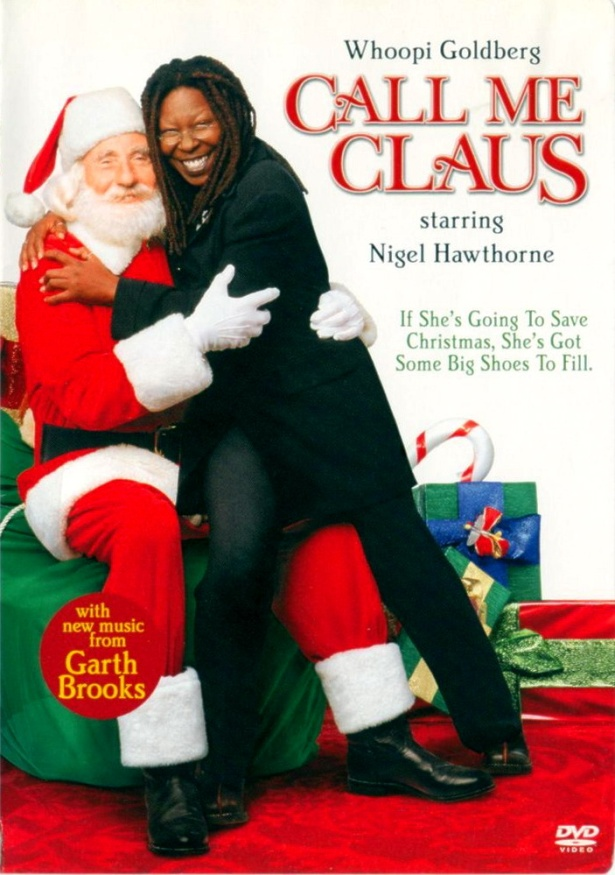 Whoopi Goldberg
CALL ME
CLAUS
starring
Nigel Hawthorne
If She's Going To Save
Christmas, She's Got
Some Big Shoes To Fill.
with
new music
from
Garth
Brooks
DVD
VIDEO